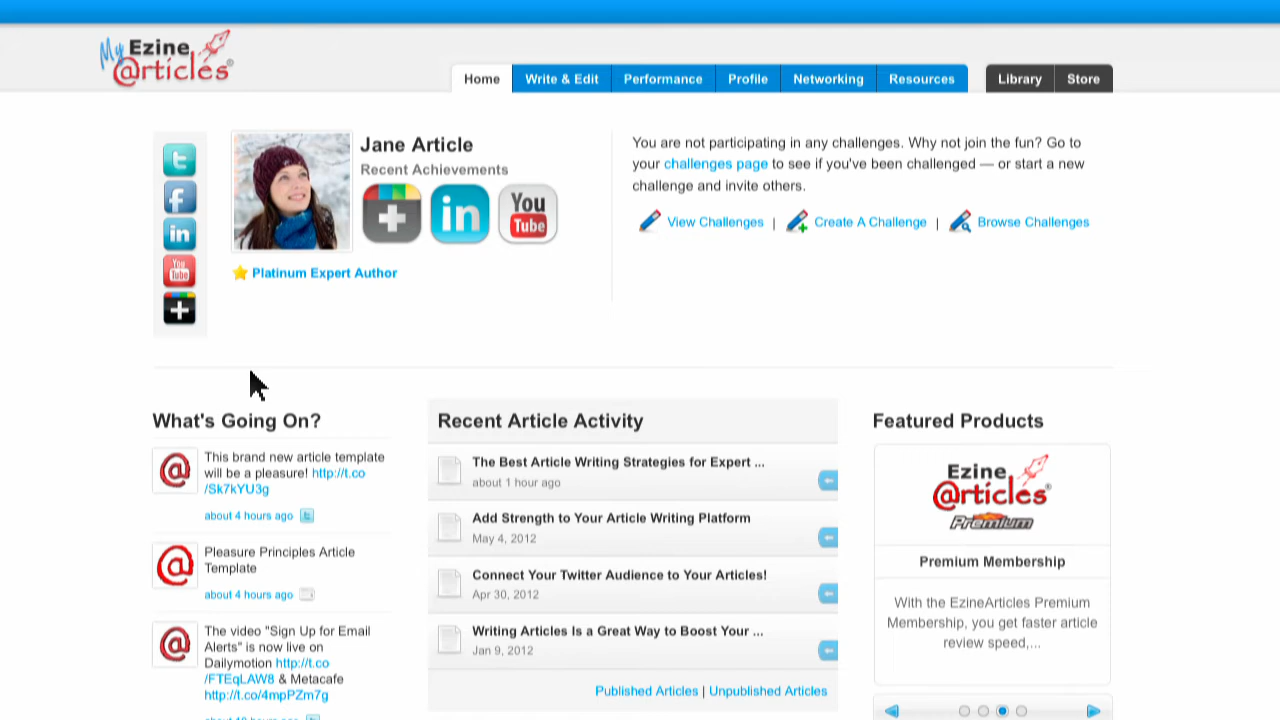 My Ezine @rticles®
Home
Write & Edit
Performance
Profile
Networking
Resources
Library
Store
Jane Article
Recent Achievements
in
You Tube
Platinum Expert Author
t
f
in
You Tube
You are not participating in any challenges. Why not join the fun? Go to
your challenges page to see if you've been challenged — or start a new
challenge and invite others.
View Challenges | Create A Challenge | Browse Challenges
What's Going On?
This brand new article template
will be a pleasure! http://t.co
/Sk7kYU3g
about 4 hours ago
Pleasure Principles Article
Template
about 4 hours ago
The video "Sign Up for Email
Alerts" is now live on
Dailymotion http://t.co
/FTEqLAW8 & Metacafe
http://t.co/4mpPZm7g
Recent Article Activity
The Best Article Writing Strategies for Expert ...
about 1 hour ago
Add Strength to Your Article Writing Platform
May 4, 2012
Connect Your Twitter Audience to Your Articles!
Apr 30, 2012
Writing Articles Is a Great Way to Boost Your ...
Jan 9, 2012
Published Articles | Unpublished Articles
Featured Products
Ezine
@rticles®
Premium
Premium Membership
With the EzineArticles Premium
Membership, you get faster article
review speed,...